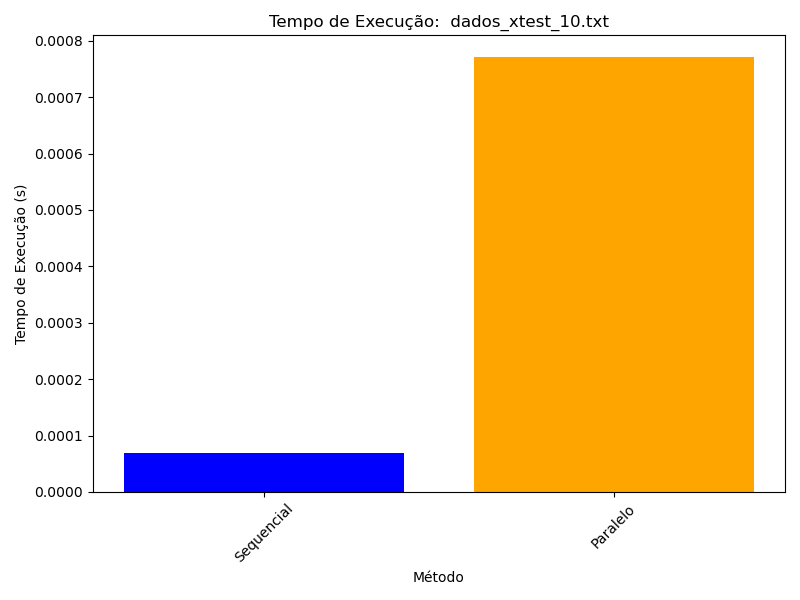 Tempo de Execução:  dados_xtest_10.txt
0.0008
0.0007
0.0006
0.0005
0.0004
0.0003
0.0002
0.0001
0.0000
Tempo de Execução (s)
Sequencial
Paralelo
Método